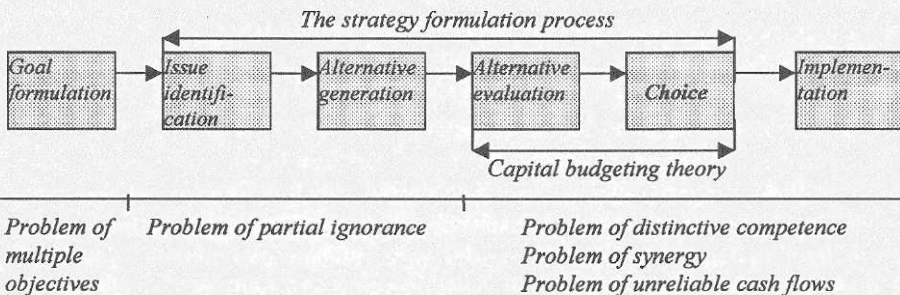 The strategy formulation process
Goal
formulation
Issue
identifi-
cation
Alternative
generation
Alternative
evaluation
Choice
Implemen-
tation
Capital budgeting theory
Problem of
multiple
objectives
Problem of partial ignorance
Problem of distinctive competence
Problem of synergy
Problem of unreliable cash flows